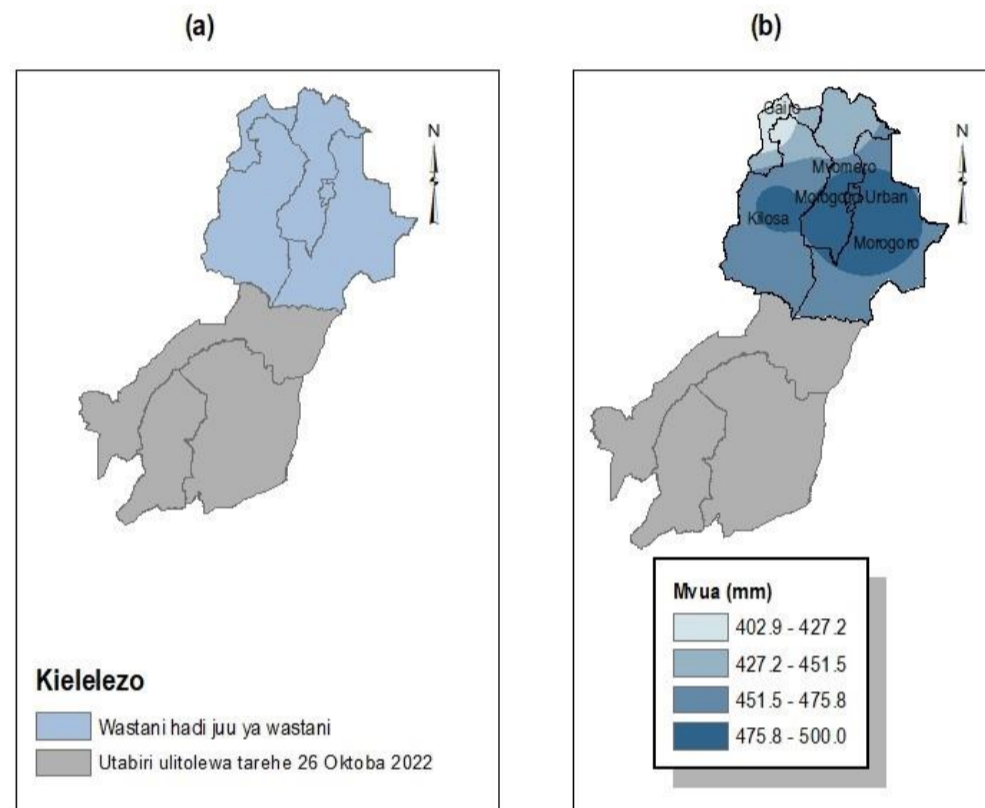 (a)
(b)
N
N
Gairo
Mvomero
Morogoro Urban
Kilosa
Morogoro
Kielelezo
Wastani hadi juu ya wastani
Utabiri ulitolewa tarehe 26 Oktoba 2022
Mvua (mm)
402.9 - 427.2
427.2 - 451.5
451.5 - 475.8
475.8 - 500.0